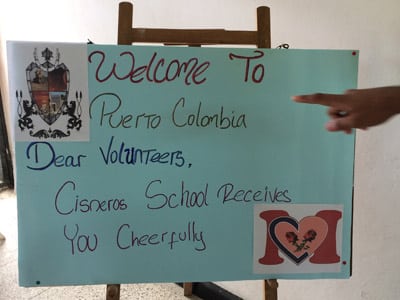 Welcome To
Puerto Colombia
Dear Volunteers,
Cisneros School Receives
You Cheerfully